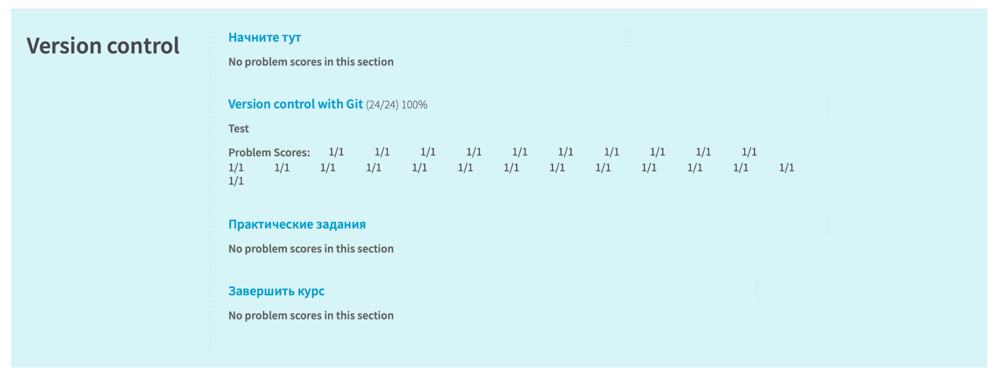 Version control
Начните тут
No problem scores in this section
Version control with Git (24/24) 100%
Test
Problem Scores: 1/1 1/1 1/1 1/1 1/1 1/1 1/1 1/1 1/1 1/1
1/1 1/1 1/1 1/1 1/1 1/1 1/1 1/1 1/1 1/1 1/1 1/1 1/1
1/1
Практические задания
No problem scores in this section
Завершить курс
No problem scores in this section